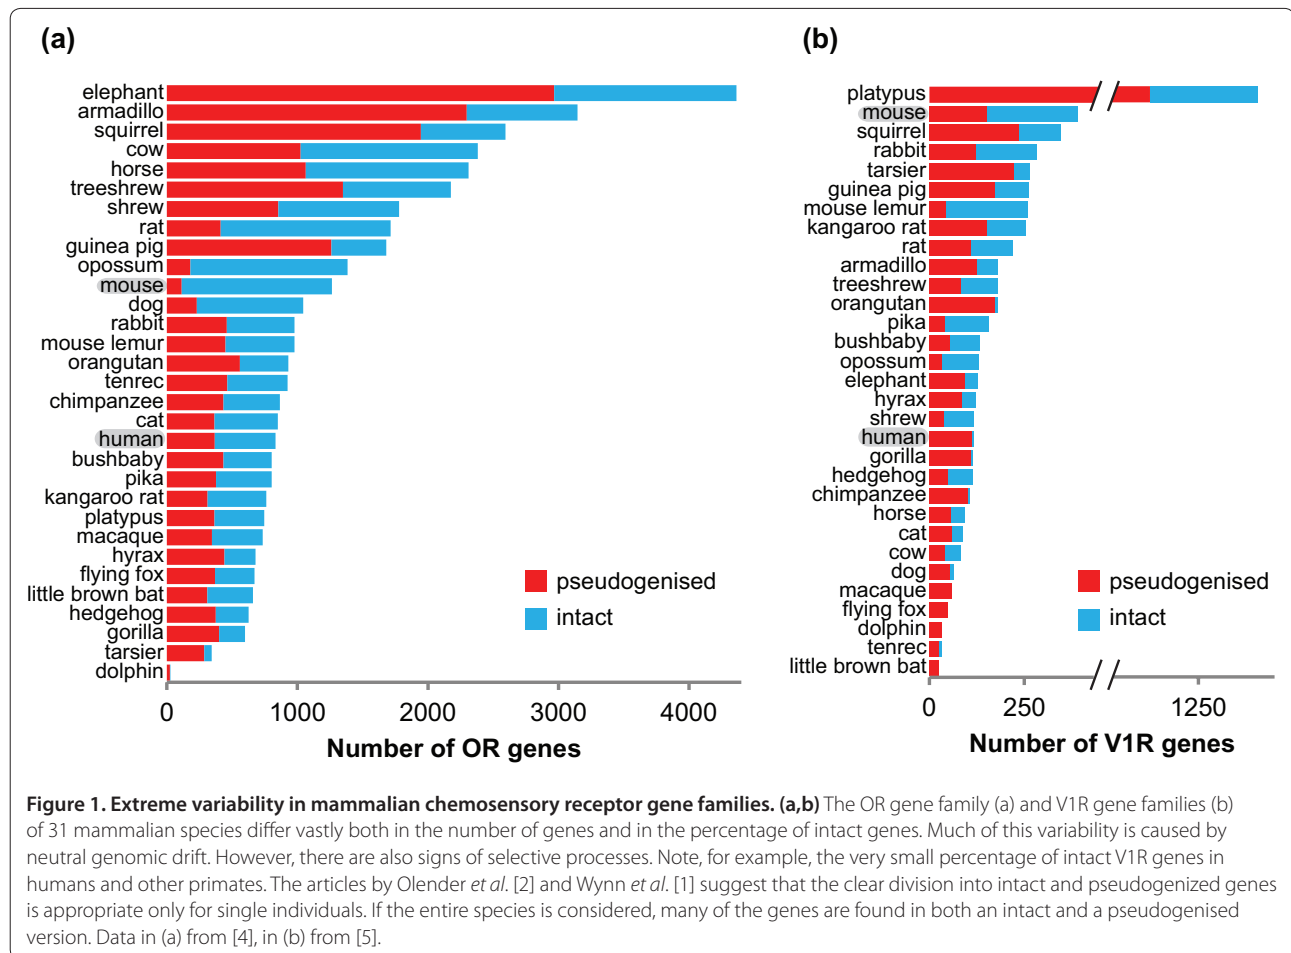 (a)
elephant
armadillo
squirrel
cow
horse
treeshrew
shrew
rat
guinea pig
opossum
mouse
dog
rabbit
mouse lemur
orangutan
tenrec
chimpanzee
cat
human
bushbaby
pika
kangaroo rat
platypus
macaque
hyrax
flying fox
little brown bat
hedgehog
gorilla
tarsier
dolphin
pseudogenised
intact
0 1000 2000 3000 4000
Number of OR genes
(b)
platypus
mouse
squirrel
rabbit
tarsier
guinea pig
mouse lemur
kangaroo rat
rat
armadillo
treeshrew
orangutan
pika
bushbaby
opossum
elephant
hyrax
shrew
human
gorilla
hedgehog
chimpanzee
horse
cat
cow
dog
macaque
flying fox
dolphin
tenrec
little brown bat
pseudogenised
intact
0 250 1250
Number of V1R genes
Figure 1. Extreme variability in mammalian chemosensory receptor gene families. (a,b) The OR gene family (a) and V1R gene families (b)
of 31 mammalian species differ vastly both in the number of genes and in the percentage of intact genes. Much of this variability is caused by
neutral genomic drift. However, there are also signs of selective processes. Note, for example, the very small percentage of intact V1R genes in
humans and other primates. The articles by Olender et al. [2] and Wynn et al. [1] suggest that the clear division into intact and pseudogenized genes
is appropriate only for single individuals. If the entire species is considered, many of the genes are found in both an intact and a pseudogenised
version. Data in (a) from [4], in (b) from [5].